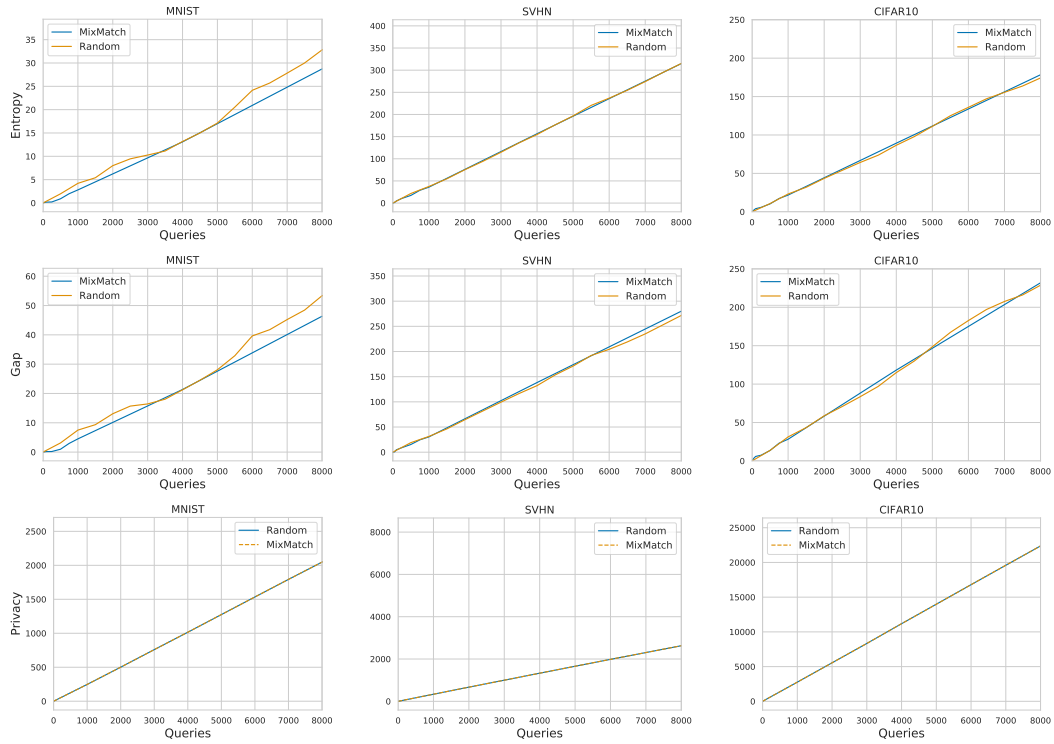 MNIST
SVHN
CIFAR10
Entropy
35
30
25
20
15
10
5
0
MixMatch
Random
0 1000 2000 3000 4000 5000 6000 7000 8000
Queries
400
350
300
250
200
150
100
50
0
MixMatch
Random
0 1000 2000 3000 4000 5000 6000 7000 8000
Queries
250
200
150
100
50
0
MixMatch
Random
0 1000 2000 3000 4000 5000 6000 7000 8000
Queries
MNIST
SVHN
CIFAR10
Gap
60
50
40
30
20
10
0
MixMatch
Random
0 1000 2000 3000 4000 5000 6000 7000 8000
Queries
350
300
250
200
150
100
50
0
MixMatch
Random
0 1000 2000 3000 4000 5000 6000 7000 8000
Queries
250
200
150
100
50
0
MixMatch
Random
0 1000 2000 3000 4000 5000 6000 7000 8000
Queries
MNIST
SVHN
CIFAR10
Privacy
2500
2000
1500
1000
500
0
Random
MixMatch
0 1000 2000 3000 4000 5000 6000 7000 8000
Queries
8000
6000
4000
2000
0
Random
MixMatch
0 1000 2000 3000 4000 5000 6000 7000 8000
Queries
25000
20000
15000
10000
5000
0
Random
MixMatch
0 1000 2000 3000 4000 5000 6000 7000 8000
Queries